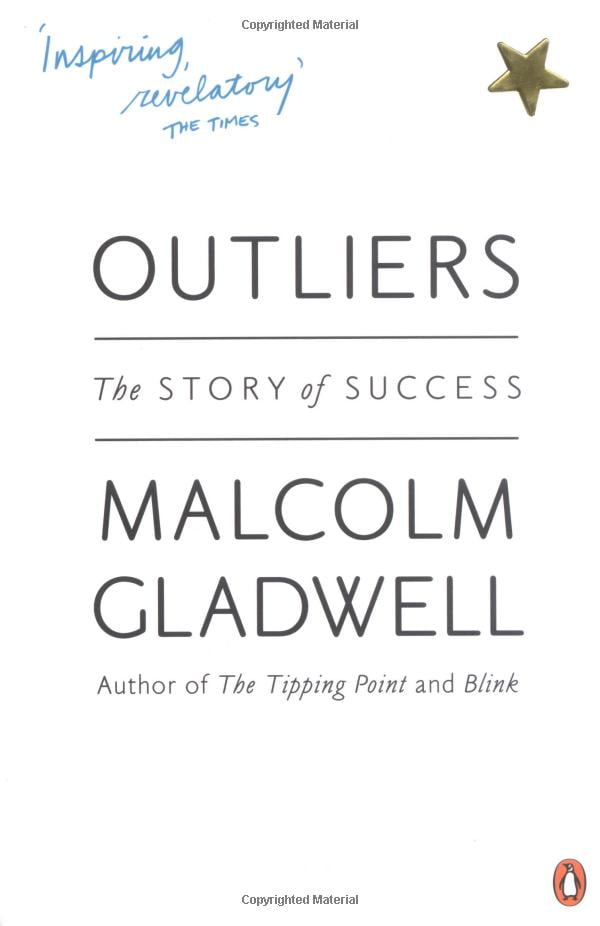 Copyrighted Material
'Inspiring,
revelatory'
THE TIMES
OUTLIERS
The STORY of SUCCESS
MALCOLM
GLADWELL
Author of The Tipping Point and Blink
Copyrighted Material